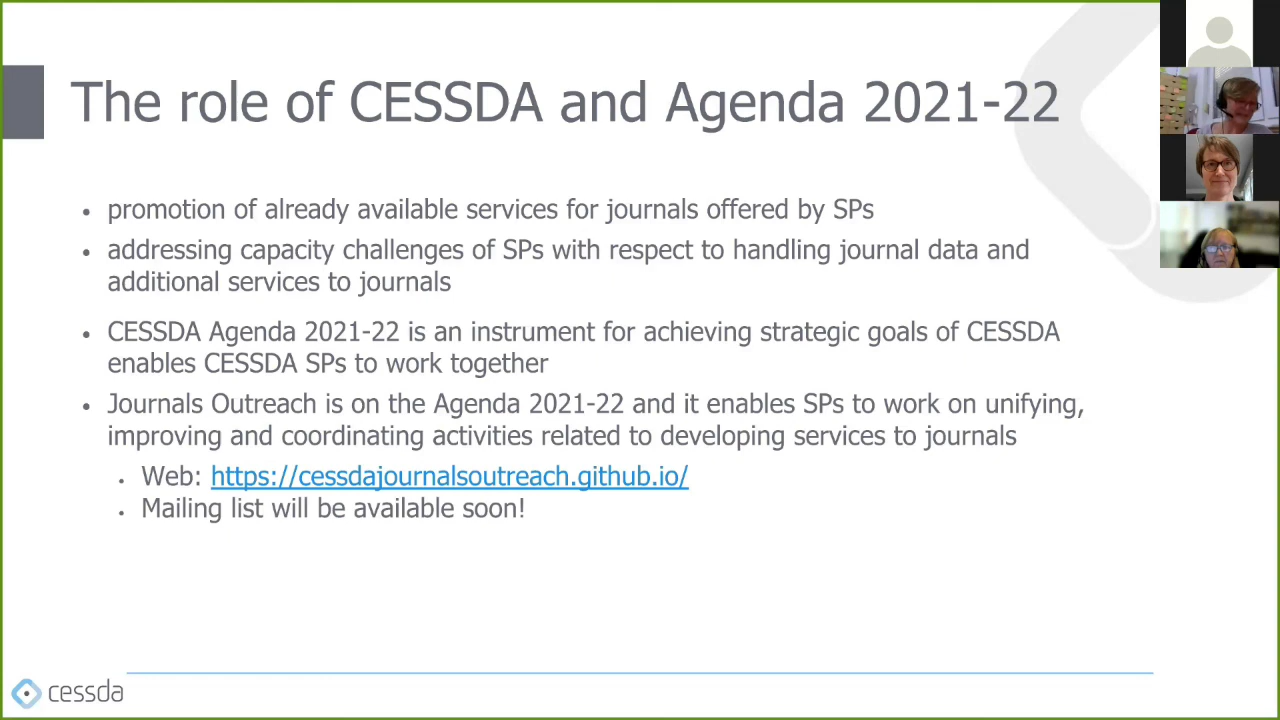 The role of CESSDA and Agenda 2021-22
promotion of already available services for journals offered by SPs
addressing capacity challenges of SPs with respect to handling journal data and
additional services to journals
CESSDA Agenda 2021-22 is an instrument for achieving strategic goals of CESSDA
enables CESSDA SPs to work together
Journals Outreach is on the Agenda 2021-22 and it enables SPs to work on unifying,
improving and coordinating activities related to developing services to journals
Web: https://cessdajournalsoutreach.github.io/
Mailing list will be available soon!
cessda